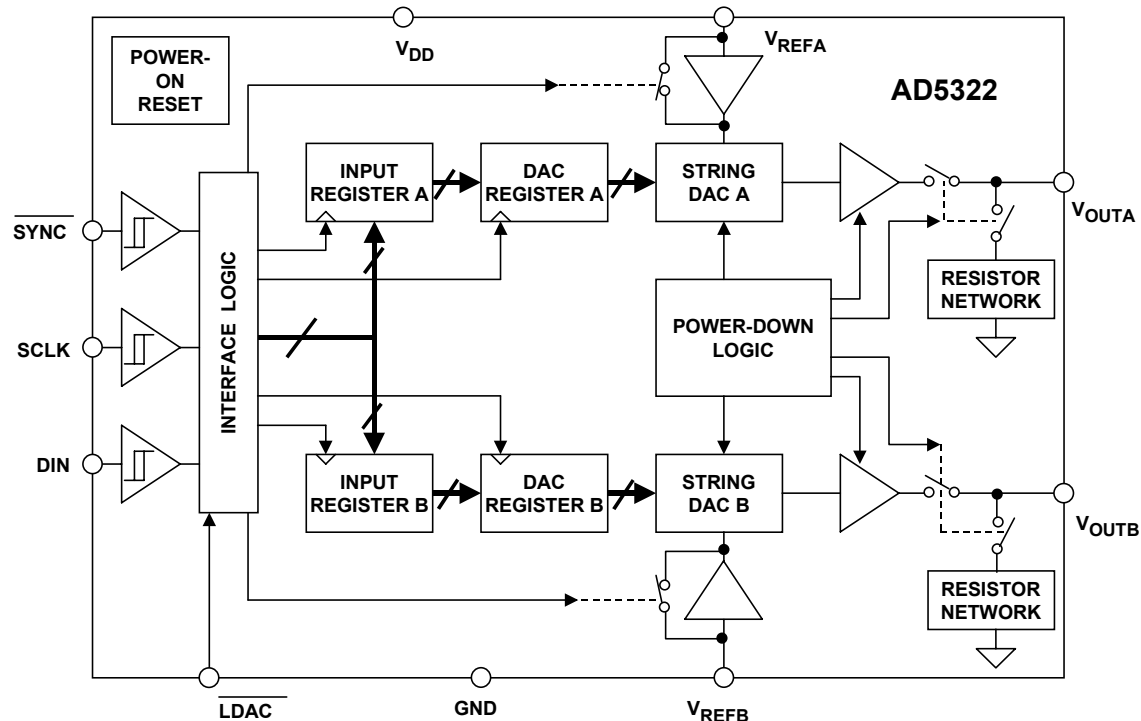 POWER-
ON
RESET
VDD
VREFA
AD5322
INPUT
REGISTER A
DAC
REGISTER A
STRING
DAC A
SYNC
VOUTA
INTERFACE LOGIC
RESISTOR
NETWORK
POWER-DOWN
LOGIC
SCLK
DIN
INPUT
REGISTER B
DAC
REGISTER B
STRING
DAC B
VOUTB
RESISTOR
NETWORK
LDAC
GND
VREFB